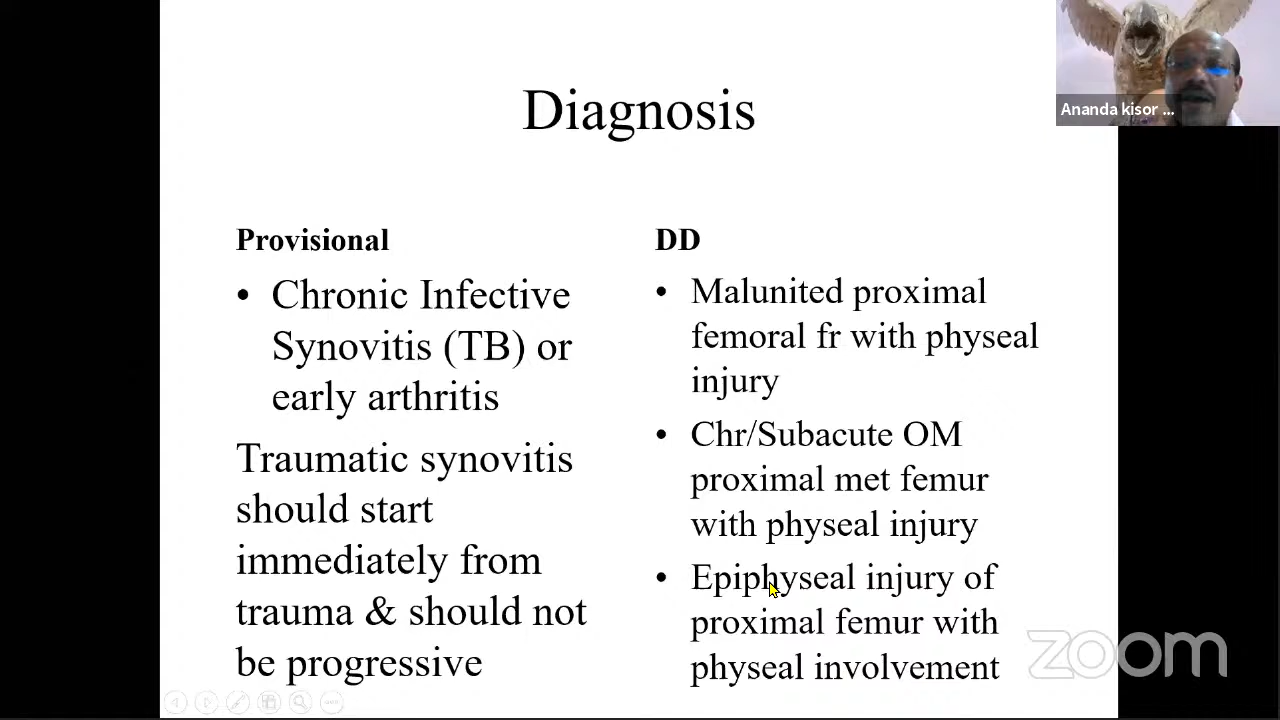 Diagnosis
Ananda kisor ...
Provisional
• Chronic Infective
Synovitis (TB) or
early arthritis
Traumatic synovitis
should start
immediately from
trauma & should not
be progressive
DD
• Malunited proximal
femoral fr with physeal
injury
• Chr/Subacute OM
proximal met femur
with physeal injury
• Epiphyseal injury of
proximal femur with
physeal involvement
zoom